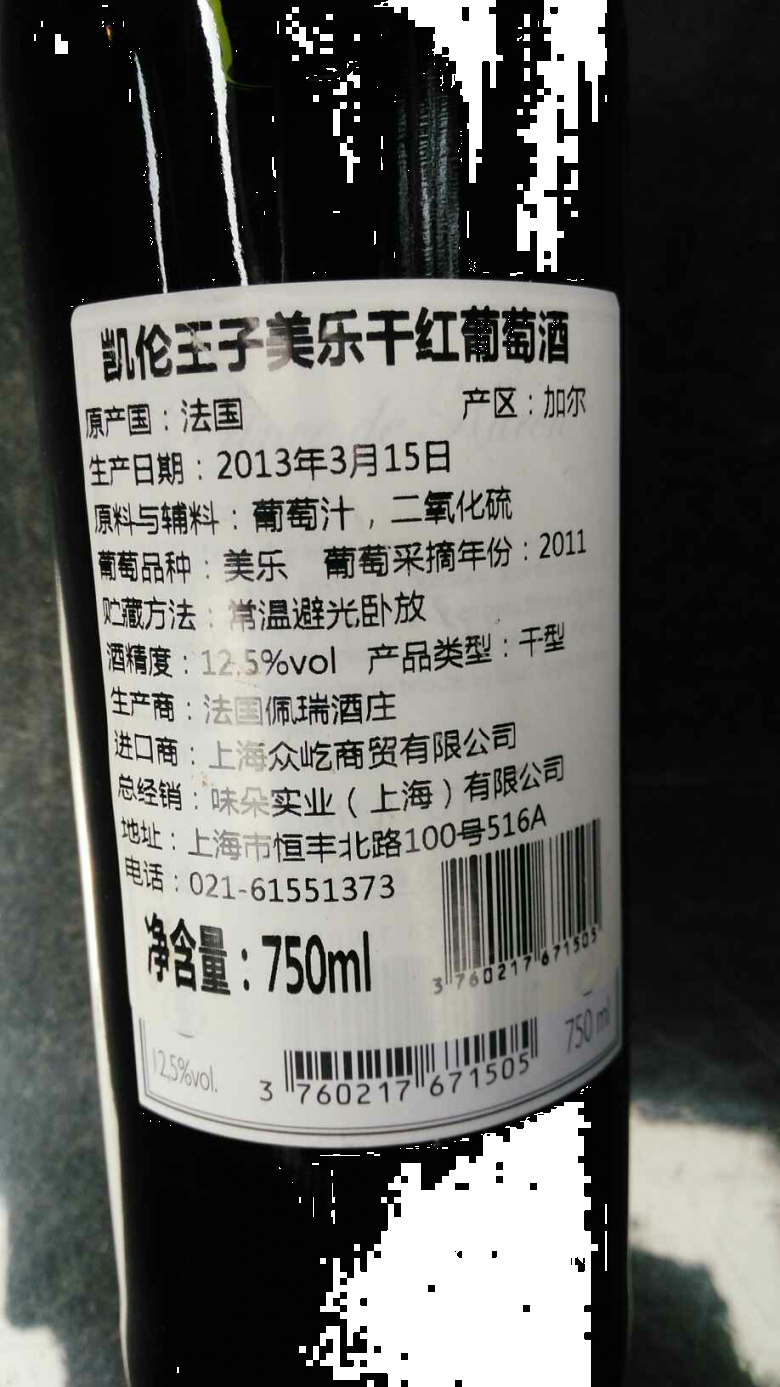 凯伦王子美乐干红葡萄酒
原产国：法国 产区：加尔
生产日期：2013年3月15日
原料与辅料：葡萄汁，二氧化硫
葡萄品种：美乐 葡萄采摘年份：2011
贮藏方法：常温避光卧放
酒精度：12.5%vol 产品类型：干型
生产商：法国佩瑞酒庄
进口商：上海众屹商贸有限公司
总经销：味朵实业（上海）有限公司
地址：上海市恒丰北路100号516A
电话：021-61551373
净含量：750ml
3 760217 671505
12,5%vol.
3 760217 671505
750 ml